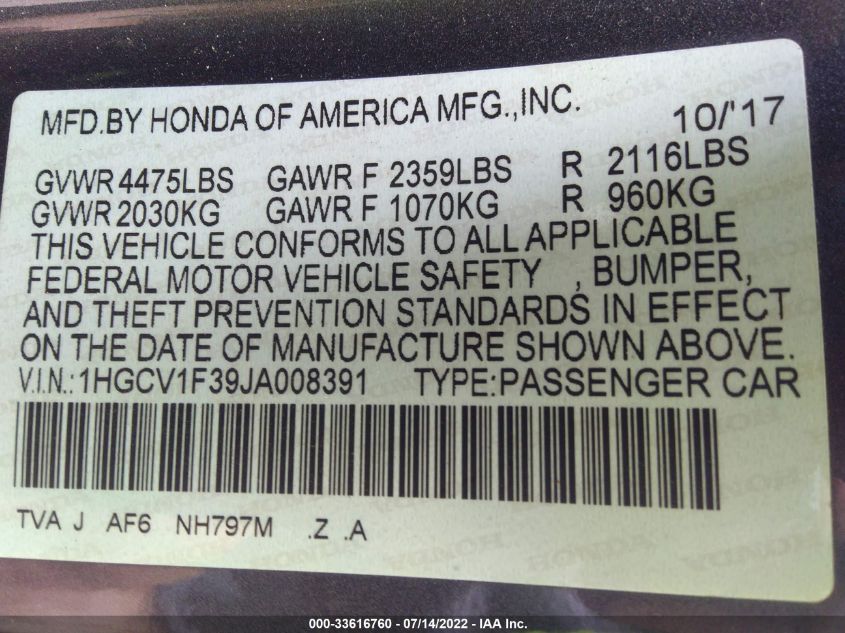 MFD.BY HONDA OF AMERICA MFG.,INC. 10/'17
GVWR 4475LBS GAWR F 2359LBS R 2116LBS
GVWR 2030KG GAWR F 1070KG R 960KG
THIS VEHICLE CONFORMS TO ALL APPLICABLE
FEDERAL MOTOR VEHICLE SAFETY , BUMPER,
AND THEFT PREVENTION STANDARDS IN EFFECT
ON THE DATE OF MANUFACTURE SHOWN ABOVE.
V.I.N.:1HGCV1F39JA008391 TYPE:PASSENGER CAR
TVA J AF6 NH797M .Z .A
000-33616760 - 07/14/2022 - IAA Inc.